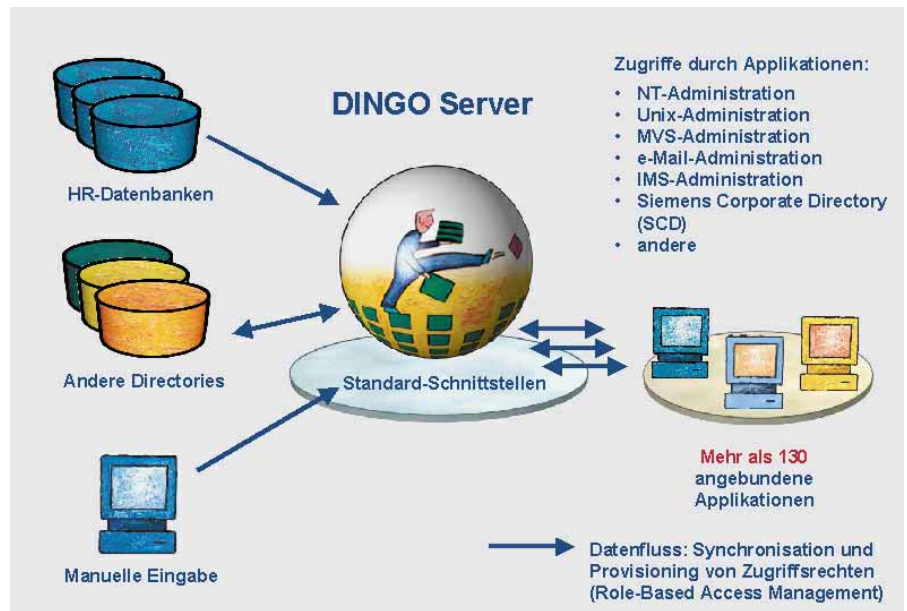 DINGO Server
HR-Datenbanken
Andere Directories
Manuelle Eingabe
Standard-Schnittstellen
Zugriffe durch Applikationen:
• NT-Administration
• Unix-Administration
• MVS-Administration
• e-Mail-Administration
• IMS-Administration
• Siemens Corporate Directory
(SCD)
• andere
Mehr als 130
angebundene
Applikationen
Datenfluss: Synchronisation und
Provisioning von Zugriffsrechten
(Role-Based Access Management)